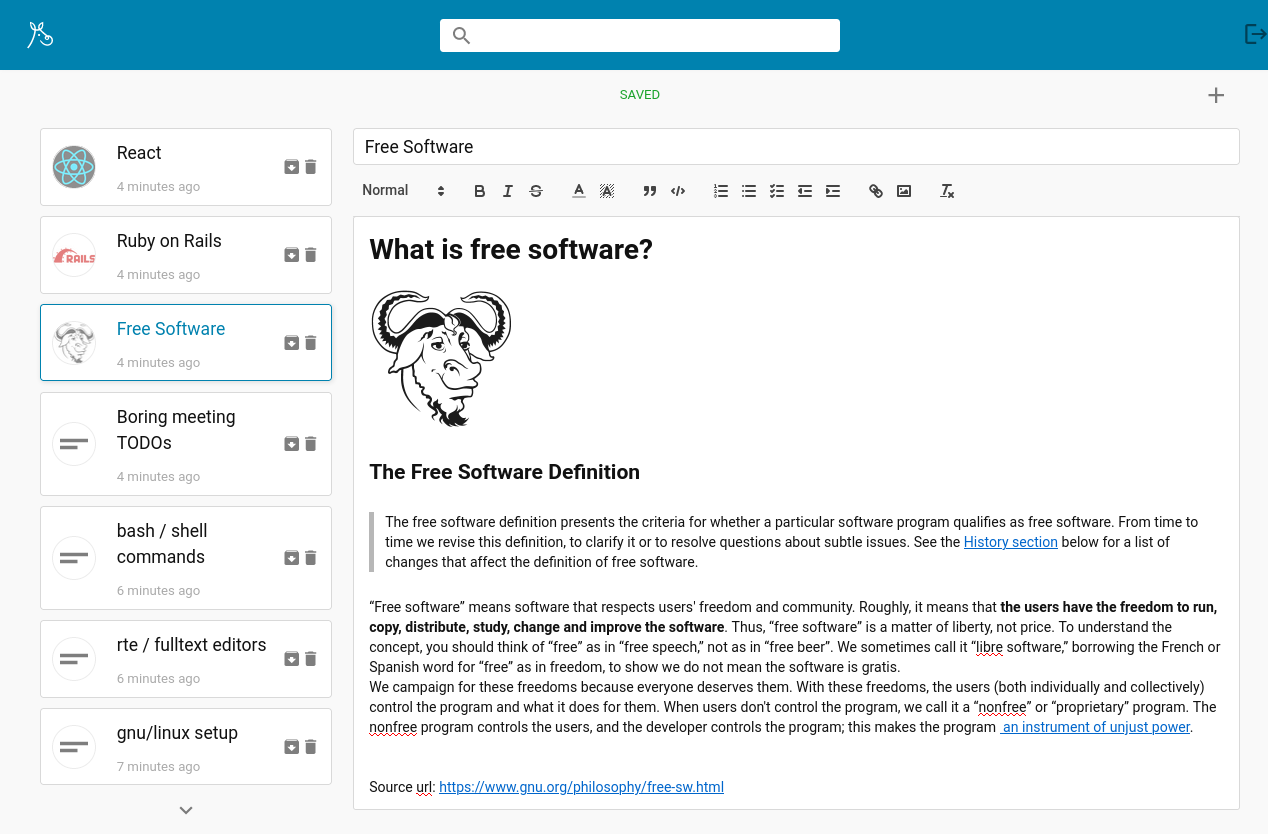 SAVED
React
4 minutes ago
RAILS
Ruby on Rails
4 minutes ago
Free Software
4 minutes ago
Boring meeting
TODOs
4 minutes ago
bash / shell
commands
6 minutes ago
rte / fulltext editors
6 minutes ago
gnu/linux setup
7 minutes ago
Free Software
Normal
What is free software?
The Free Software Definition
The free software definition presents the criteria for whether a particular software program qualifies as free software. From time to
time we revise this definition, to clarify it or to resolve questions about subtle issues. See the History section below for a list of
changes that affect the definition of free software.
“Free software” means software that respects users' freedom and community. Roughly, it means that the users have the freedom to run,
copy, distribute, study, change and improve the software. Thus, “free software” is a matter of liberty, not price. To understand the
concept, you should think of “free” as in “free speech,” not as in “free beer”. We sometimes call it “libre software,” borrowing the French or
Spanish word for “free” as in freedom, to show we do not mean the software is gratis.
We campaign for these freedoms because everyone deserves them. With these freedoms, the users (both individually and collectively)
control the program and what it does for them. When users don't control the program, we call it a “nonfree” or “proprietary” program. The
nonfree program controls the users, and the developer controls the program; this makes the program an instrument of unjust power.
Source url: https://www.gnu.org/philosophy/free-sw.html